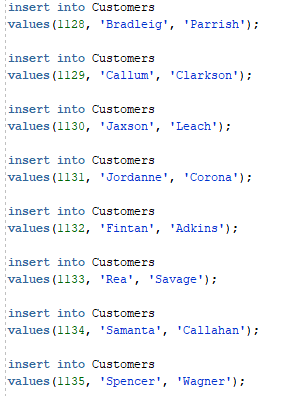 insert into Customers
values(1128, 'Bradleig', 'Parrish');
insert into Customers
values(1129, 'Callum', 'Clarkson');
insert into Customers
values(1130, 'Jaxson', 'Leach');
insert into Customers
values(1131, 'Jordanne', 'Corona');
insert into Customers
values(1132, 'Fintan', 'Adkins');
insert into Customers
values(1133, 'Rea', 'Savage');
insert into Customers
values(1134, 'Samanta', 'Callahan');
insert into Customers
values(1135, 'Spencer', 'Wagner');